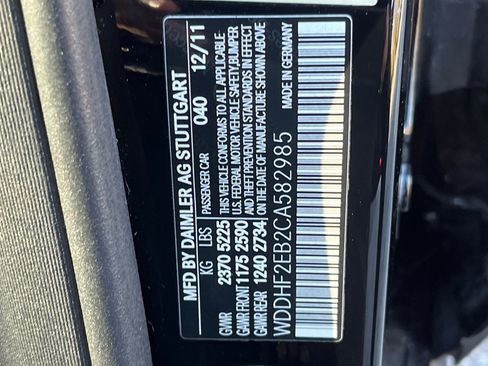 MFD BY DAIMLER AG STUTTGART
KG LBS PASSENGER CAR 040 12/11
GVWR 2370 5225 THIS VEHICLE CONFORMS TO ALL APPLICABLE
GAWR FRONT 1175 2590 U.S. FEDERAL MOTOR VEHICLE SAFETY, BUMPER
GAWR REAR 1240 2734 AND THEFT PREVENTION STANDARDS IN EFFECT
ON THE DATE OF MANUFACTURE SHOWN ABOVE
WDDHF2EB2CA582985 MADE IN GERMANY